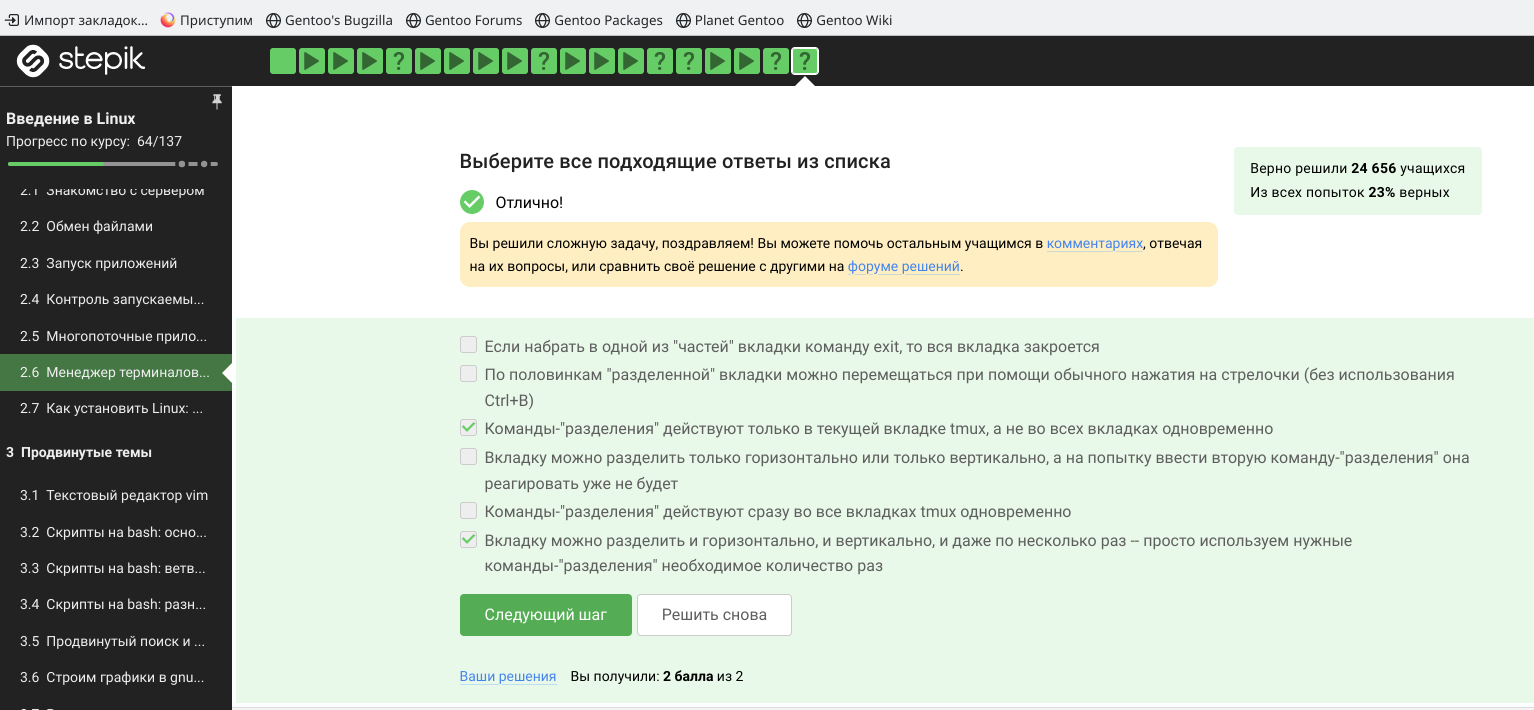 Импорт закладок... Приступим Gentoo's Bugzilla Gentoo Forums Gentoo Packages Planet Gentoo Gentoo Wiki
stepik
? ? ? ? ? ?
Введение в Linux
Прогресс по курсу: 64/137
2.1 Знакомство с сервером
2.2 Обмен файлами
2.3 Запуск приложений
2.4 Контроль запускаемы...
2.5 Многопоточные прило...
2.6 Менеджер терминалов...
2.7 Как установить Linux: ...
3 Продвинутые темы
3.1 Текстовый редактор vim
3.2 Скрипты на bash: осно...
3.3 Скрипты на bash: ветв...
3.4 Скрипты на bash: разн...
3.5 Продвинутый поиск и ...
3.6 Строим графики в gnu...
Выберите все подходящие ответы из списка
Отлично!
Вы решили сложную задачу, поздравляем! Вы можете помочь остальным учащимся в комментариях, отвечая
на их вопросы, или сравнить своё решение с другими на форуме решений.
Верно решили 24 656 учащихся
Из всех попыток 23% верных
Если набрать в одной из "частей" вкладки команду exit, то вся вкладка закроется
По половинкам "разделенной" вкладки можно перемещаться при помощи обычного нажатия на стрелочки (без использования
Ctrl+B)
Команды-"разделения" действуют только в текущей вкладке tmux, а не во всех вкладках одновременно
Вкладку можно разделить только горизонтально или только вертикально, а на попытку ввести вторую команду-"разделения" она
реагировать уже не будет
Команды-"разделения" действуют сразу во все вкладках tmux одновременно
Вкладку можно разделить и горизонтально, и вертикально, и даже по несколько раз -- просто используем нужные
команды-"разделения" необходимое количество раз
Следующий шаг Решить снова
Ваши решения Вы получили: 2 балла из 2